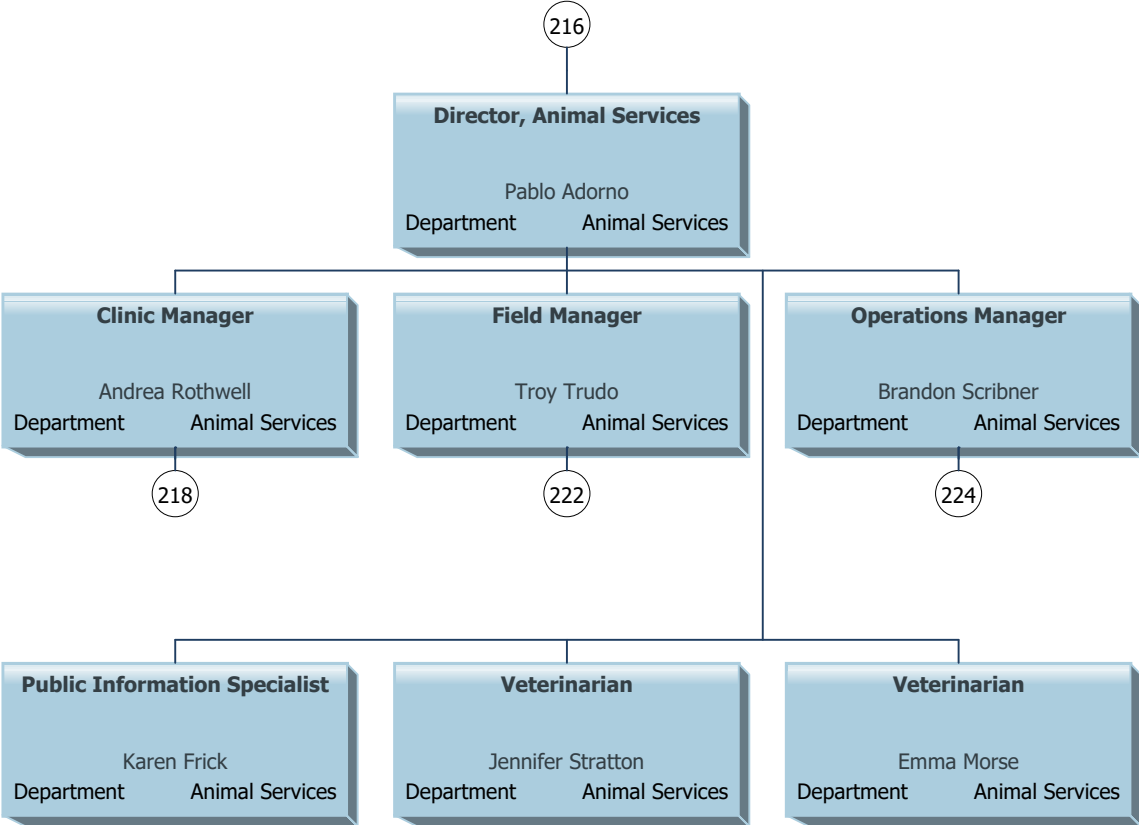 216
Director, Animal Services
Pablo Adorno
Department Animal Services
Clinic Manager
Andrea Rothwell
Department Animal Services
218
Field Manager
Troy Trudo
Department Animal Services
222
Operations Manager
Brandon Scribner
Department Animal Services
224
Public Information Specialist
Karen Frick
Department Animal Services
Veterinarian
Jennifer Stratton
Department Animal Services
Veterinarian
Emma Morse
Department Animal Services